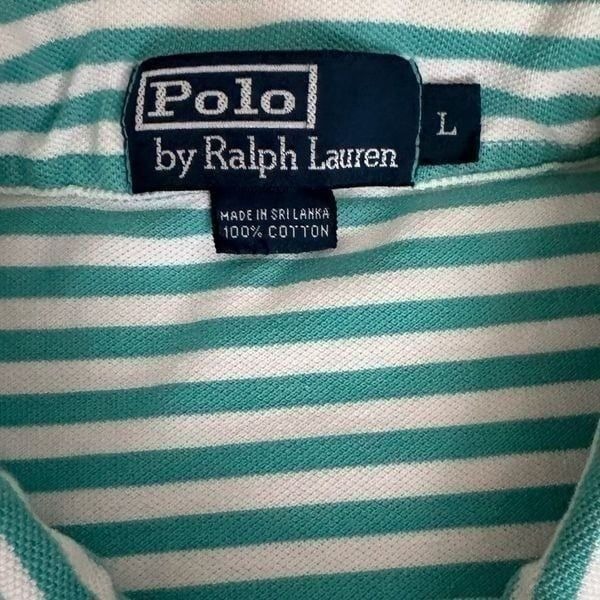 Polo
by Ralph Lauren
L
MADE IN SRI LANKA
100% COTTON